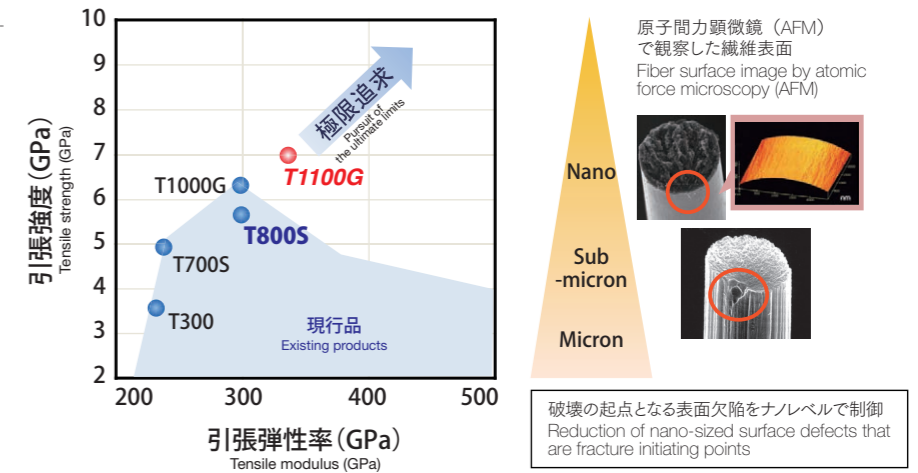 10
9
8
7
6
5
4
3
2
200
300
400
500
引張強度(GPa)
Tensile strength (GPa)
引張弾性率(GPa)
Tensile modulus (GPa)
極限追求
Pursuit of
the ultimate limits
T1100G
T1000G
T800S
T700S
T300
現行品
Existing products
Nano
Sub
-micron
Micron
原子間力顕微鏡（AFM）
で観察した繊維表面
Fiber surface image by atomic
force microscopy (AFM)
nm
破壊の起点となる表面欠陥をナノレベルで制御
Reduction of nano-sized surface defects that
are fracture initiating points